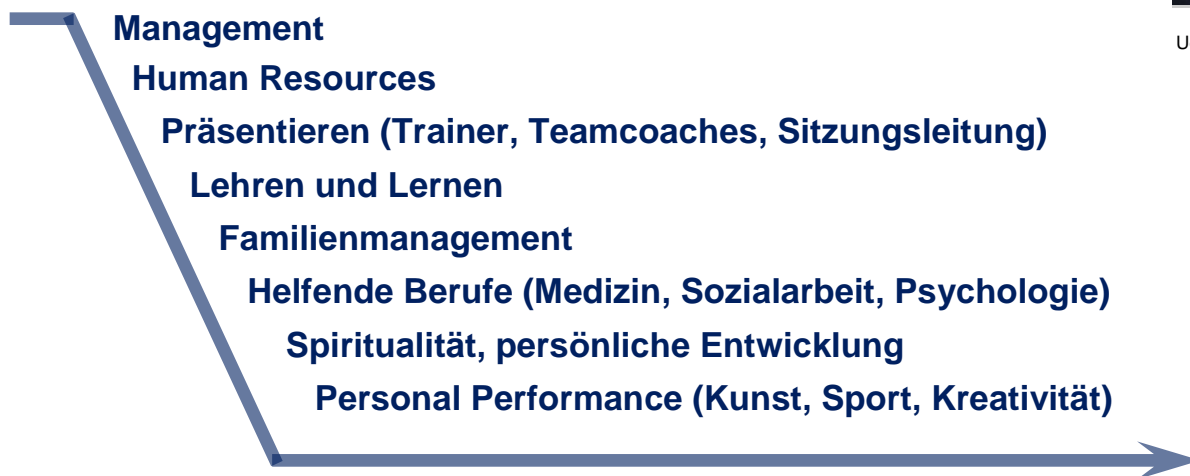 Management
U
Human Resources
Präsentieren (Trainer, Teamcoaches, Sitzungsleitung)
Lehren und Lernen
Familienmanagement
Helfende Berufe (Medizin, Sozialarbeit, Psychologie)
Spiritualität, persönliche Entwicklung
Personal Performance (Kunst, Sport, Kreativität)